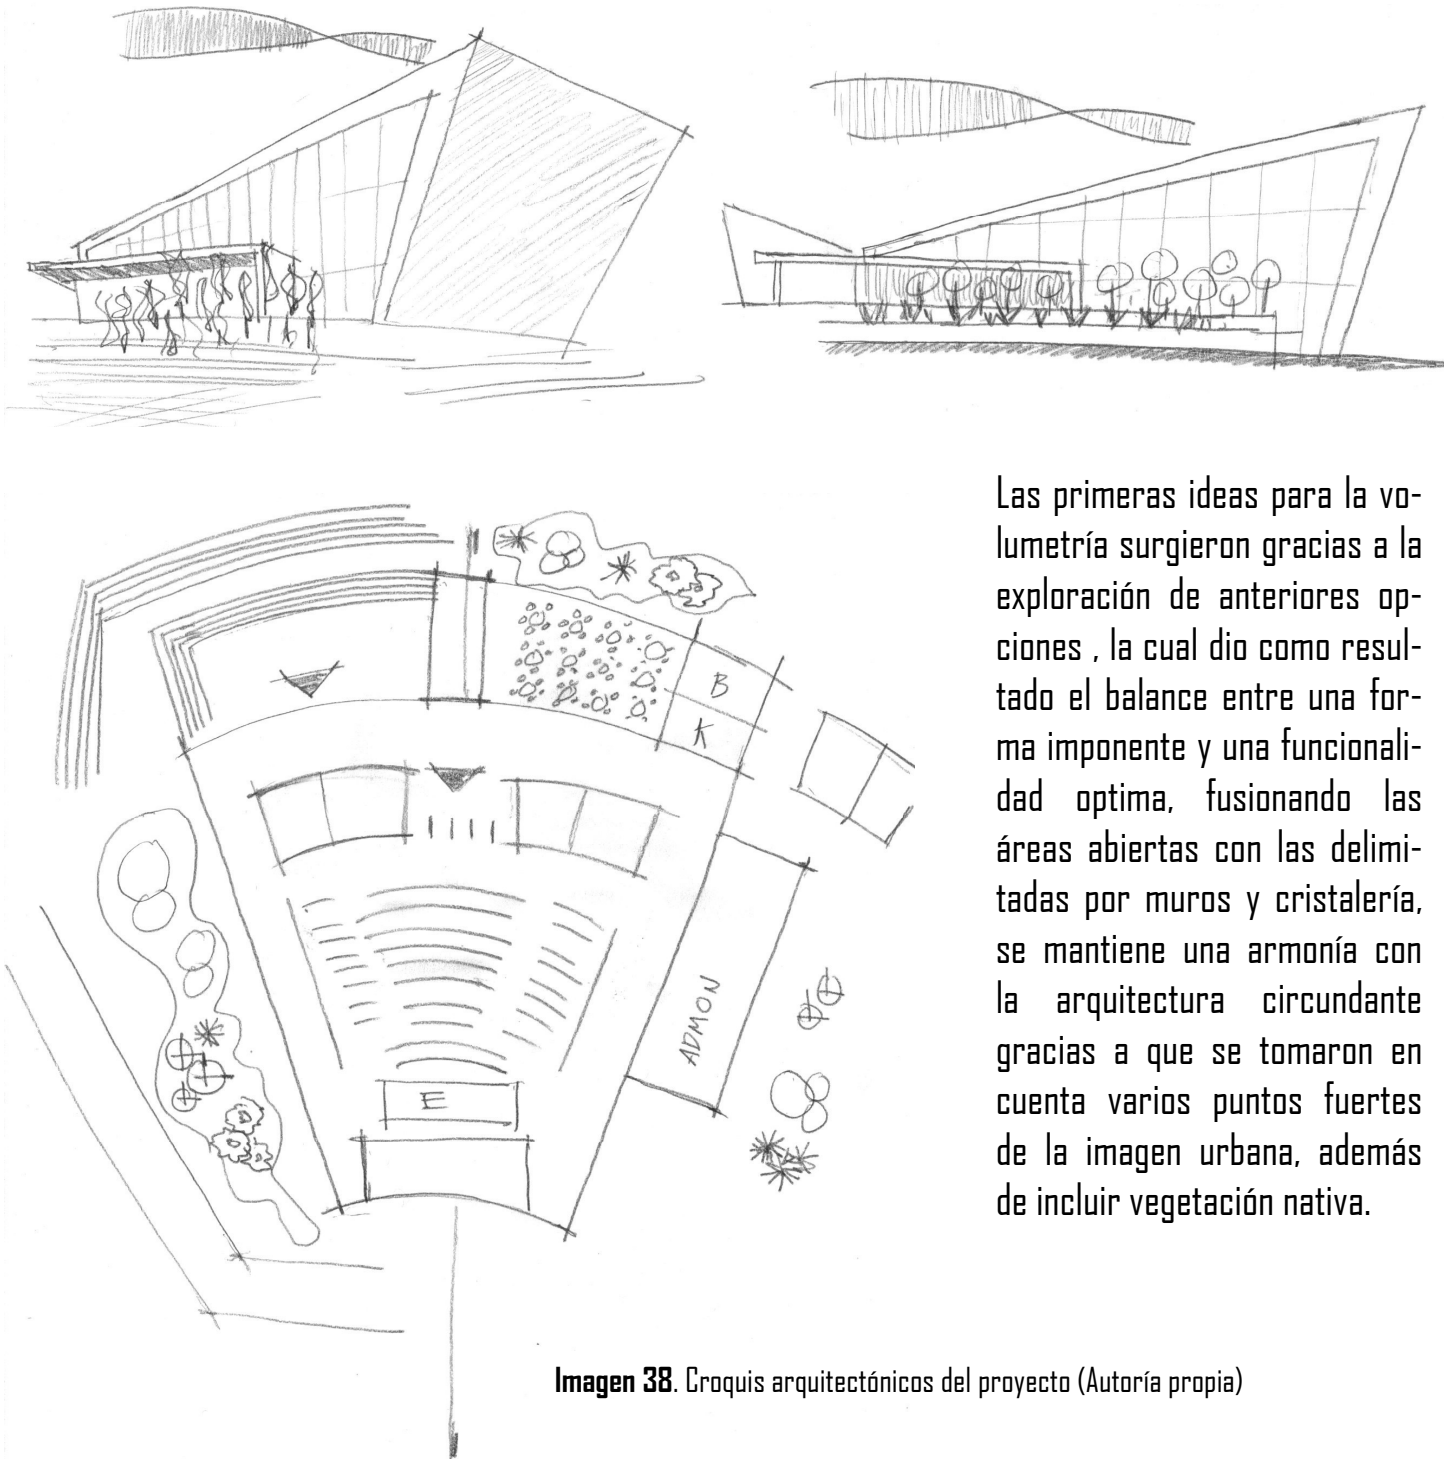 Las primeras ideas para la vo-
lumetría surgieron gracias a la
exploración de anteriores op-
ciones , la cual dio como resul-
tado el balance entre una for-
ma imponente y una funcionali-
dad optima, fusionando las
áreas abiertas con las delimi-
tadas por muros y cristalería,
se mantiene una armonía con
la arquitectura circundante
gracias a que se tomaron en
cuenta varios puntos fuertes
de la imagen urbana, además
de incluir vegetación nativa.
B
K
ADMON
E
Imagen 38. Croquis arquitectónicos del proyecto (Autoría propia)